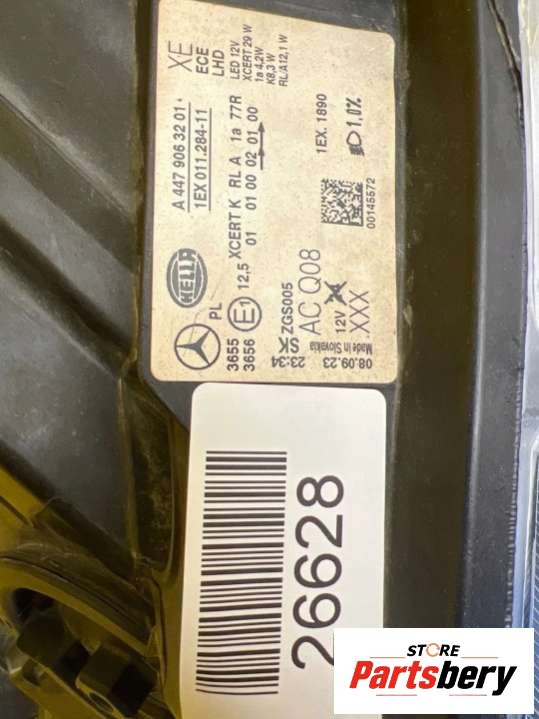 A 447 906 32 01
1EX 011.284-11
XE
ECE
LHD
LED 12V
XCERT 29 W
1a 4,2W
K8,3 W
RL/A12,1 W
HELLA
PL
3655
3656
E1
12,5
XCERT K RL A 1a 77R
01 01 00 02 01 00
1EX. 1890
1,0%
SK
ZGS005
AC Q08
12V
.XXX
00145572
23:34
08.09.23
Made in Slovakia
26628
STORE
Partsbery